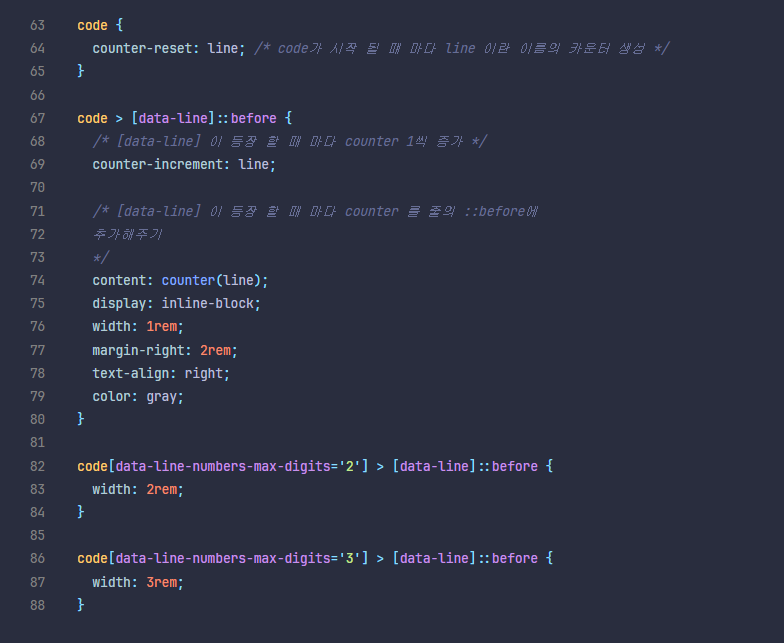 63 code {
64 counter-reset: line; /* code가 시작 될 때 마다 line 이란 이름의 카운터 생성 */
65 }
66
67 code > [data-line]::before {
68 /* [data-line] 이 등장 할 때 마다 counter 1씩 증가 */
69 counter-increment: line;
70
71 /* [data-line] 이 등장 할 때 마다 counter 를 줄의 ::before에
72 추가해주기
73 */
74 content: counter(line);
75 display: inline-block;
76 width: 1rem;
77 margin-right: 2rem;
78 text-align: right;
79 color: gray;
80 }
81
82 code[data-line-numbers-max-digits='2'] > [data-line]::before {
83 width: 2rem;
84 }
85
86 code[data-line-numbers-max-digits='3'] > [data-line]::before {
87 width: 3rem;
88 }